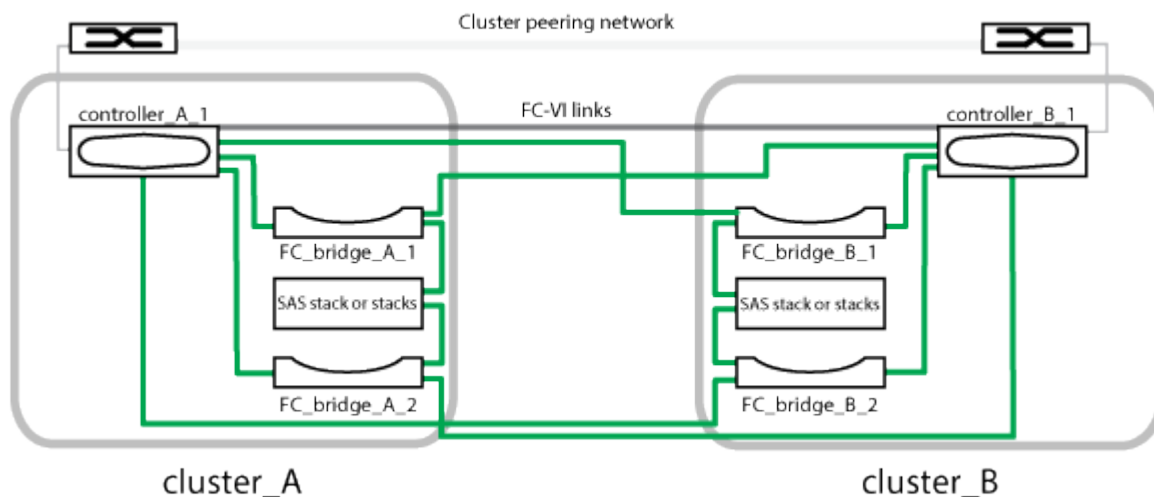 Cluster peering network
controller_A_1
FC-VI links
controller_B_1
FC_bridge_A_1
FC_bridge_B_1
SAS stack or stacks
SAS stack or stacks
FC_bridge_A_2
FC_bridge_B_2
cluster_A
cluster_B